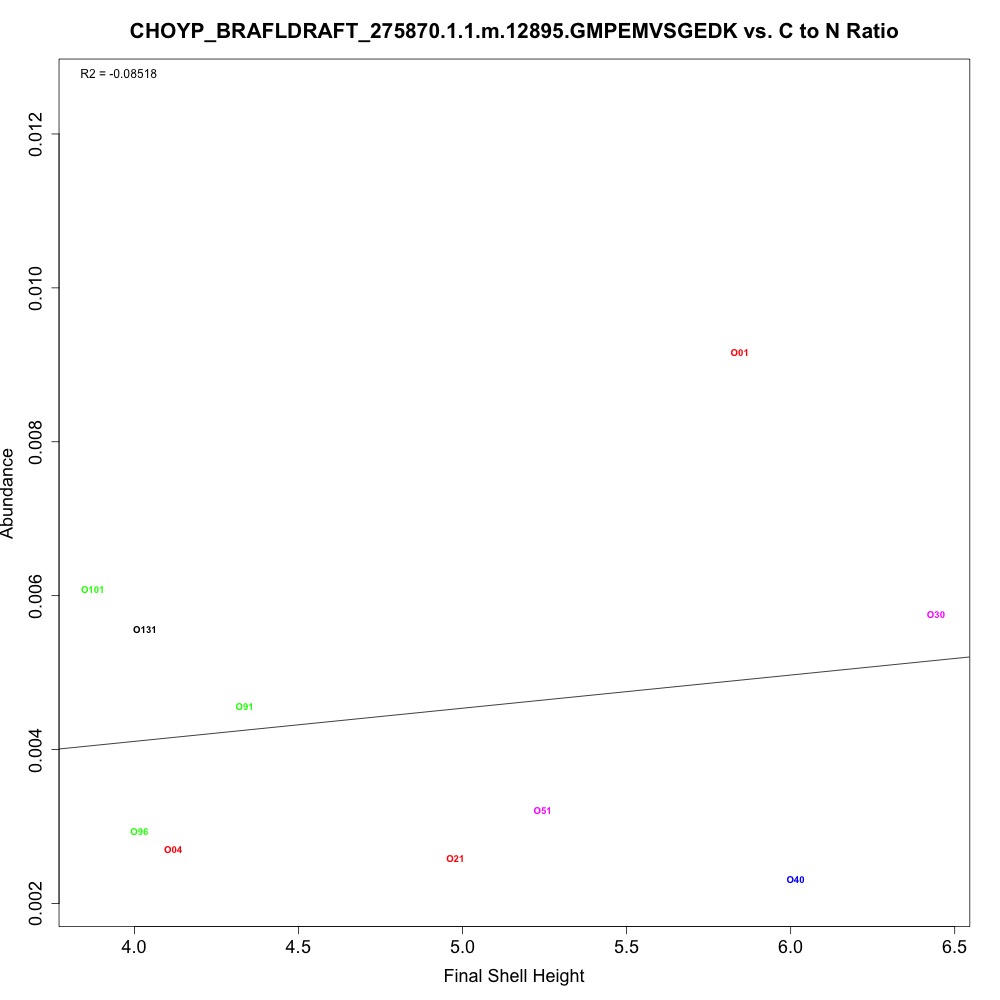 CHOYP_BRAFLDRAFT_275870.1.1.m.12895.GMPEMVSGEDK vs. C to N Ratio
R2 = -0.08518
0.012
0.010
0.008
0.006
0.004
0.002
Abundance
O01
O101
O30
O131
O91
O51
O96
O04
O21
O40
4.0 4.5 5.0 5.5 6.0 6.5
Final Shell Height